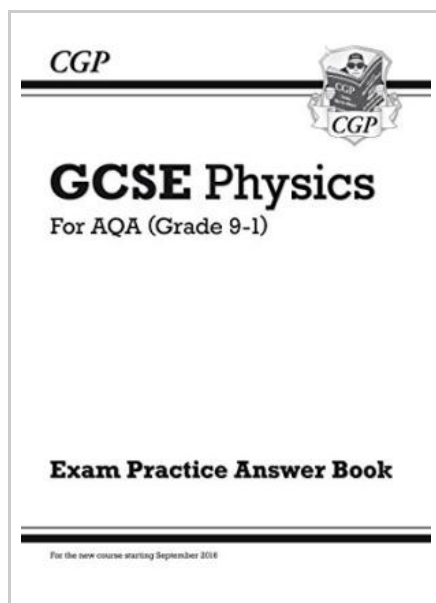 CGP
CGP
CGP
GCSE Physics
For AQA (Grade 9-1)
Exam Practice Answer Book
For the new course starting September 2016